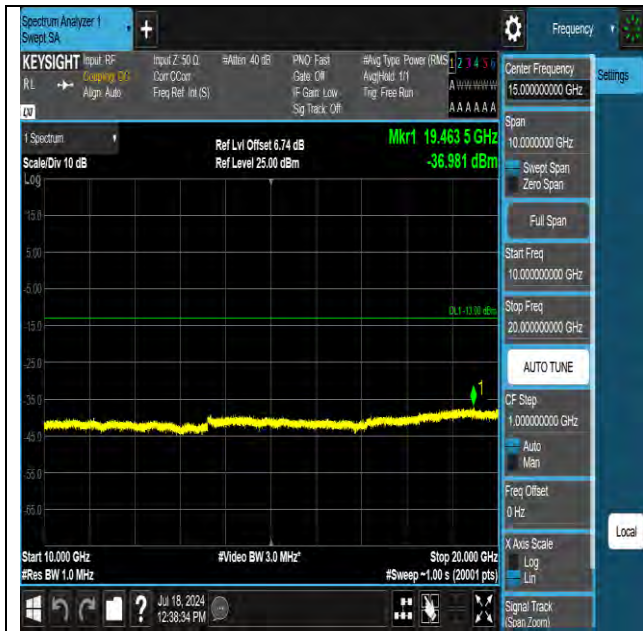 Spectrum Analyzer 1
Swept SA
+
Frequency
KEYSIGHT
RL
Input: RF
Coupling: DC
Align: Auto
Input Z: 50 Ω
Corr CCorr
Freq Ref: Int (S)
#Atten: 40 dB
PNO: Fast
Gate: Off
IF Gain: Low
Sig Track: Off
#Avg Type: Power (RMS)
Avg|Hold: 1/1
Trig: Free Run
1 2 3 4 5 6
A W W W W W
A A A A A A
LXI
1 Spectrum
Scale/Div 10 dB
Log
Ref Lvl Offset 6.74 dB
Ref Level 25.00 dBm
Mkr1 19.463 5 GHz
-36.981 dBm
15.0
5.00
-5.00
-15.0
-25.0
-35.0
-45.0
-55.0
-65.0
DL1 -13.00 dBm
1
Start 10.000 GHz
#Res BW 1.0 MHz
#Video BW 3.0 MHz*
Stop 20.000 GHz
#Sweep ~1.00 s (20001 pts)
?
Jul 18, 2024
12:38:34 PM
Center Frequency
15.00000000 GHz
Span
10.0000000 GHz
Swept Span
Zero Span
Full Span
Start Freq
10.000000000 GHz
Stop Freq
20.000000000 GHz
AUTO TUNE
CF Step
1.000000000 GHz
Auto
Man
Freq Offset
0 Hz
X Axis Scale
Log
Lin
Signal Track
(Span Zoom)
Settings
Local